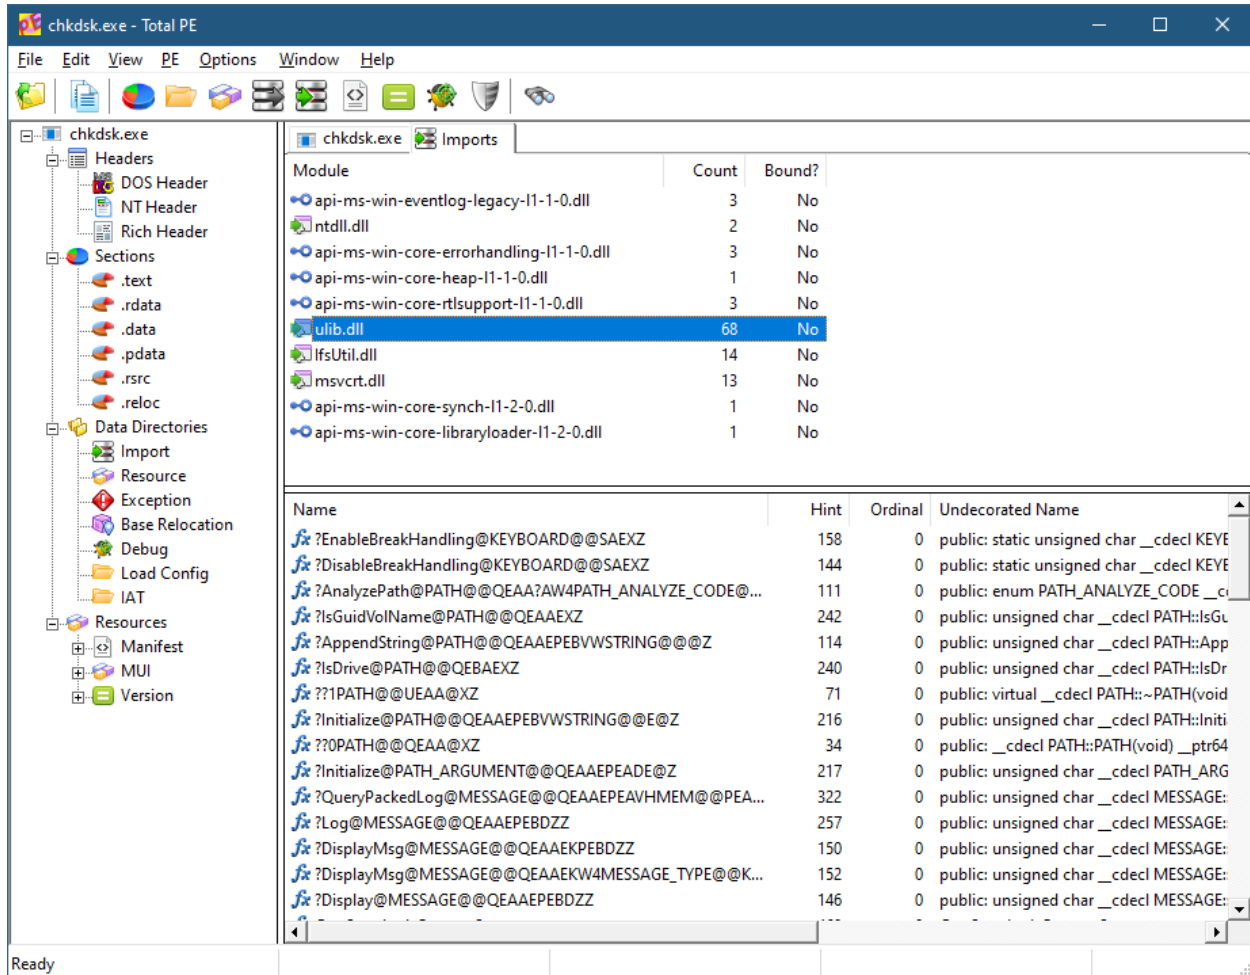 chkdsk.exe - Total PE
File Edit View PE Options Window Help
chkdsk.exe
Headers
DOS Header
NT Header
Rich Header
Sections
.text
.rdata
.data
.pdata
.rsrc
.reloc
Data Directories
Import
Resource
Exception
Base Relocation
Debug
Load Config
IAT
Resources
Manifest
MUI
Version
chkdsk.exe Imports
Module Count Bound?
api-ms-win-eventlog-legacy-l1-1-0.dll 3 No
ntdll.dll 2 No
api-ms-win-core-errorhandling-l1-1-0.dll 3 No
api-ms-win-core-heap-l1-1-0.dll 1 No
api-ms-win-core-rtlsupport-l1-1-0.dll 3 No
ulib.dll 68 No
IfsUtil.dll 14 No
msvcrt.dll 13 No
api-ms-win-core-synch-l1-2-0.dll 1 No
api-ms-win-core-libraryloader-l1-2-0.dll 1 No
Name Hint Ordinal Undecorated Name
?EnableBreakHandling@KEYBOARD@@SAEXZ 158 0 public: static unsigned char __cdecl KEYB
?DisableBreakHandling@KEYBOARD@@SAEXZ 144 0 public: static unsigned char __cdecl KEYB
?AnalyzePath@PATH@@QEAA?AW4PATH_ANALYZE_CODE@... 111 0 public: enum PATH_ANALYZE_CODE __c
?IsGuidVolName@PATH@@QEAAEXZ 242 0 public: unsigned char __cdecl PATH::IsGu
?AppendString@PATH@@QEAAEPEBVWSTRING@@@Z 114 0 public: unsigned char __cdecl PATH::App
?IsDrive@PATH@@QEBAEXZ 240 0 public: unsigned char __cdecl PATH::IsDr
??1PATH@@UEAA@XZ 71 0 public: virtual __cdecl PATH::~PATH(void
?Initialize@PATH@@QEAAEPEBVWSTRING@@E@Z 216 0 public: unsigned char __cdecl PATH::Initi
??0PATH@@QEAA@XZ 34 0 public: __cdecl PATH::PATH(void) __ptr64
?Initialize@PATH_ARGUMENT@@QEAAEPEADE@Z 217 0 public: unsigned char __cdecl PATH_ARG
?QueryPackedLog@MESSAGE@@QEAAEPEAVHMEM@@PEA... 322 0 public: unsigned char __cdecl MESSAGE:
?Log@MESSAGE@@QEAAEPEBDZZ 257 0 public: unsigned char __cdecl MESSAGE:
?DisplayMsg@MESSAGE@@QEAAEKPEBDZZ 150 0 public: unsigned char __cdecl MESSAGE:
?DisplayMsg@MESSAGE@@QEAAEKW4MESSAGE_TYPE@@K... 152 0 public: unsigned char __cdecl MESSAGE:
?Display@MESSAGE@@QEAAEPEBDZZ 146 0 public: unsigned char __cdecl MESSAGE:
Ready